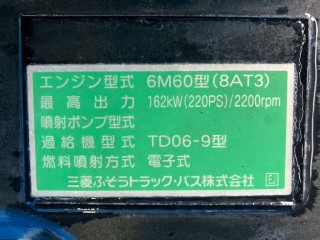 エンジン型式 6M60型(8AT3)
最高出力 162kW(220PS)/2200rpm
噴射ポンプ型式
過給機型式 TD06-9型
燃料噴射方式 電子式
三菱ふそうトラック・バス株式会社